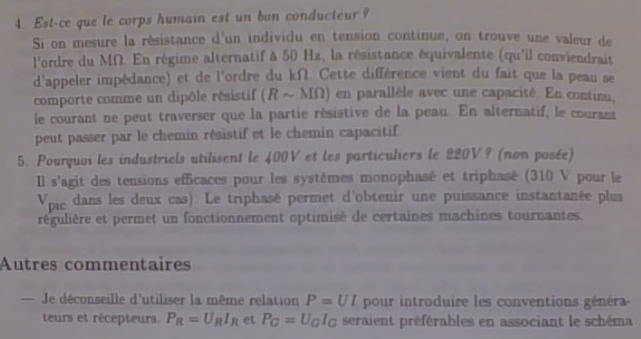 4. Est-ce que le corps humain est un bon conducteur ?
Si on mesure la résistance d'un individu en tension continue, on trouve une valeur de
l'ordre du MΩ. En régime alternatif à 50 Hz, la résistance équivalente (qu'il conviendrait
d'appeler impédance) et de l'ordre du kΩ. Cette différence vient du fait que la peau se
comporte comme un dipôle résistif (R ∼ MΩ) en parallèle avec une capacité. En continu,
le courant ne peut traverser que la partie résistive de la peau. En alternatif, le courant
peut passer par le chemin résistif et le chemin capacitif.
5. Pourquoi les industriels utilisent le 400V et les particuliers le 220V ? (non posée)
Il s'agit des tensions efficaces pour les systèmes monophasé et triphasé (310 V pour le
V_pic dans les deux cas). Le triphasé permet d'obtenir une puissance instantanée plus
régulière et permet un fonctionnement optimisé de certaines machines tournantes.
Autres commentaires
— Je déconseille d'utiliser la même relation P = UI pour introduire les conventions généra-
teurs et récepteurs. P_R = U_R I_R et P_G = U_G I_G seraient préférables en associant le schéma